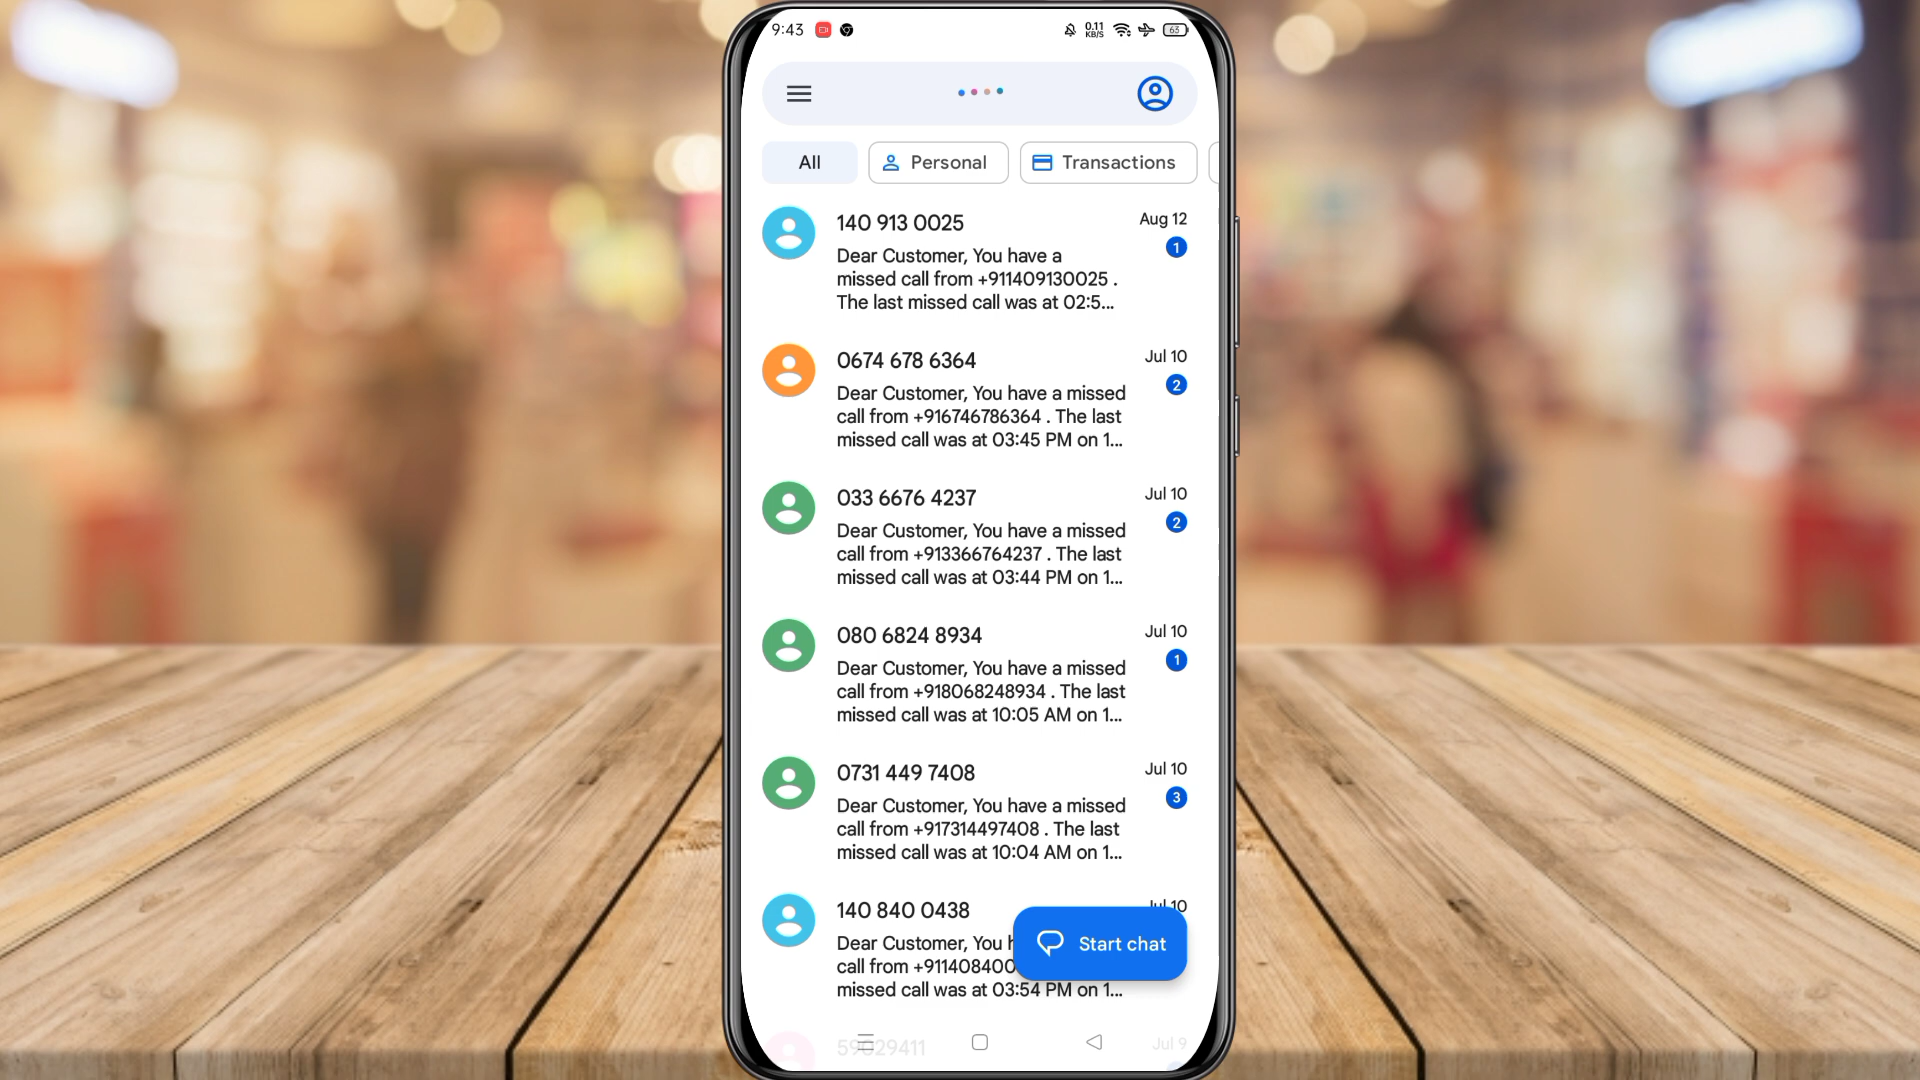 9:43
0.11
KB/S
63
All
Personal
Transactions
140 913 0025
Aug 12
1
Dear Customer, You have a
missed call from +911409130025 .
The last missed call was at 02:5...
0674 678 6364
Jul 10
2
Dear Customer, You have a missed
call from +916746786364 . The last
missed call was at 03:45 PM on 1...
033 6676 4237
Jul 10
2
Dear Customer, You have a missed
call from +913366764237 . The last
missed call was at 03:44 PM on 1...
080 6824 8934
Jul 10
1
Dear Customer, You have a missed
call from +918068248934 . The last
missed call was at 10:05 AM on 1...
0731 449 7408
Jul 10
3
Dear Customer, You have a missed
call from +917314497408 . The last
missed call was at 10:04 AM on 1...
140 840 0438
Jul 10
Dear Customer, You h
call from +911408400
missed call was at 03:54 PM on 1...
Start chat
59029411
Jul 9